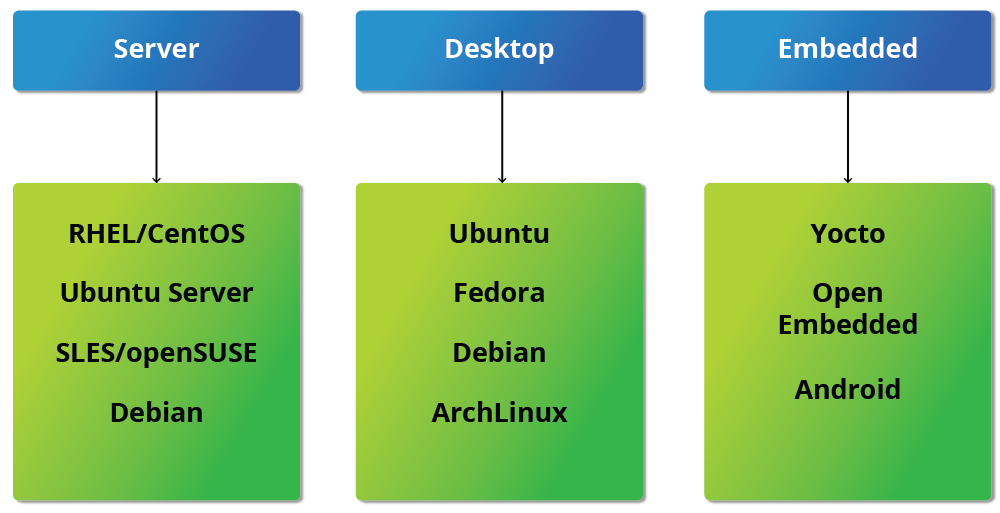 Server
Desktop
Embedded
RHEL/CentOS
Ubuntu Server
SLES/openSUSE
Debian
Ubuntu
Fedora
Debian
ArchLinux
Yocto
Open
Embedded
Android